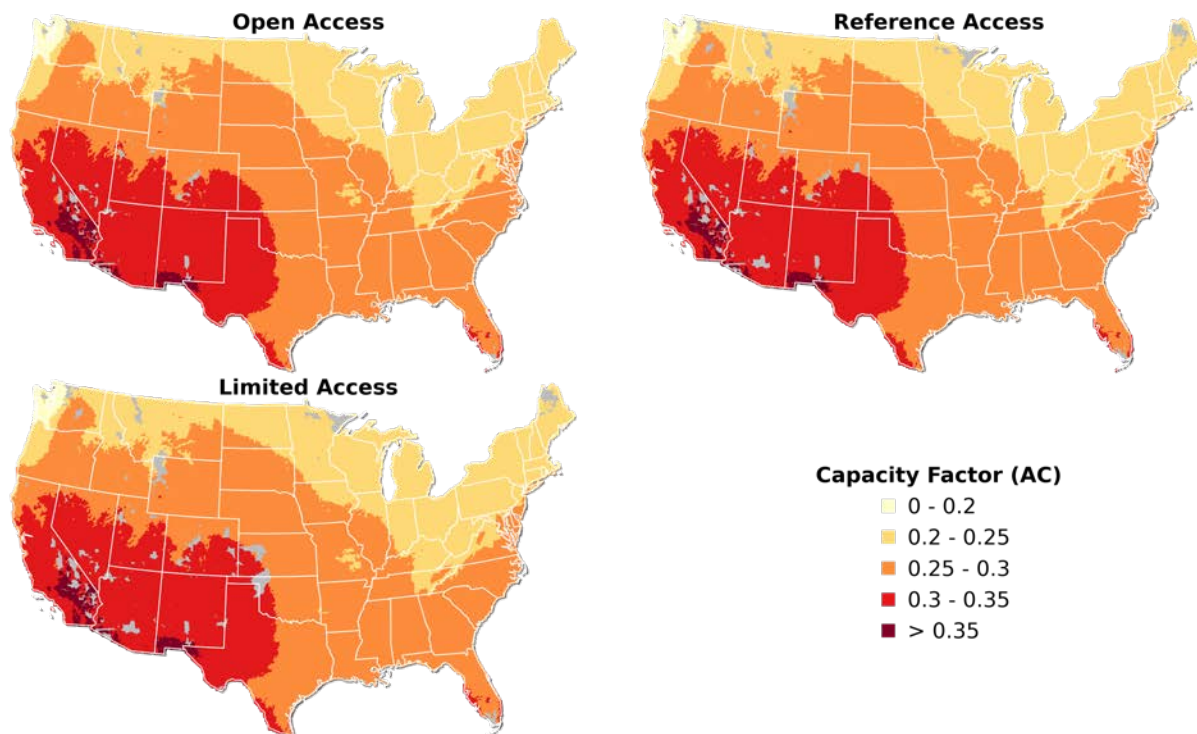 Open Access
Reference Access
Limited Access
Capacity Factor (AC)
0 - 0.2
0.2 - 0.25
0.25 - 0.3
0.3 - 0.35
> 0.35